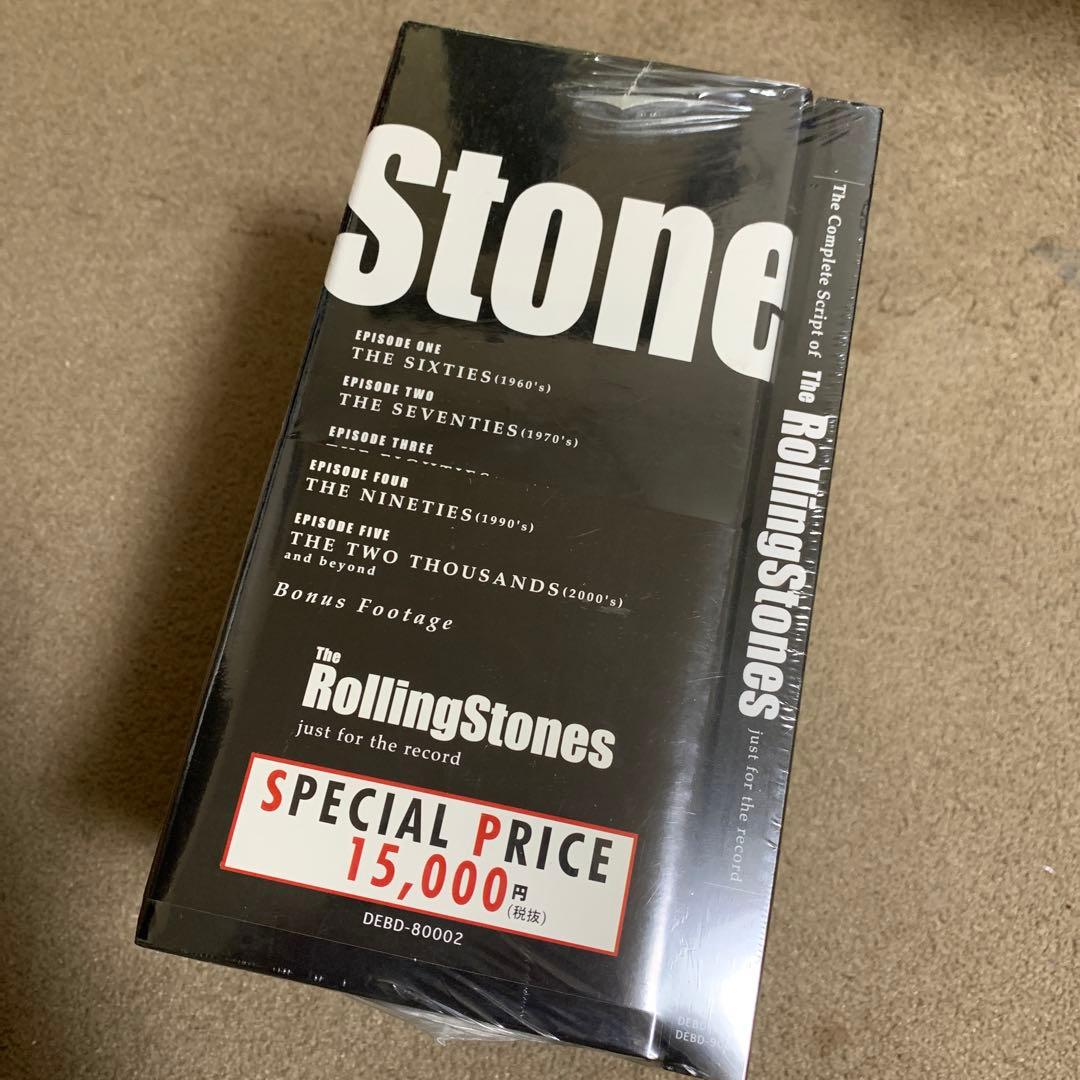 Stone
EPISODE ONE
THE SIXTIES(1960's)
EPISODE TWO
THE SEVENTIES(1970's)
EPISODE THREE
EPISODE FOUR
THE NINETIES(1990's)
EPISODE FIVE
THE TWO THOUSANDS(2000's)
and beyond
Bonus Footage
The
RollingStones
just for the record
SPECIAL PRICE
15,000円
(税抜)
DEBD-80002
The Complete Script of The RollingStones just for the record